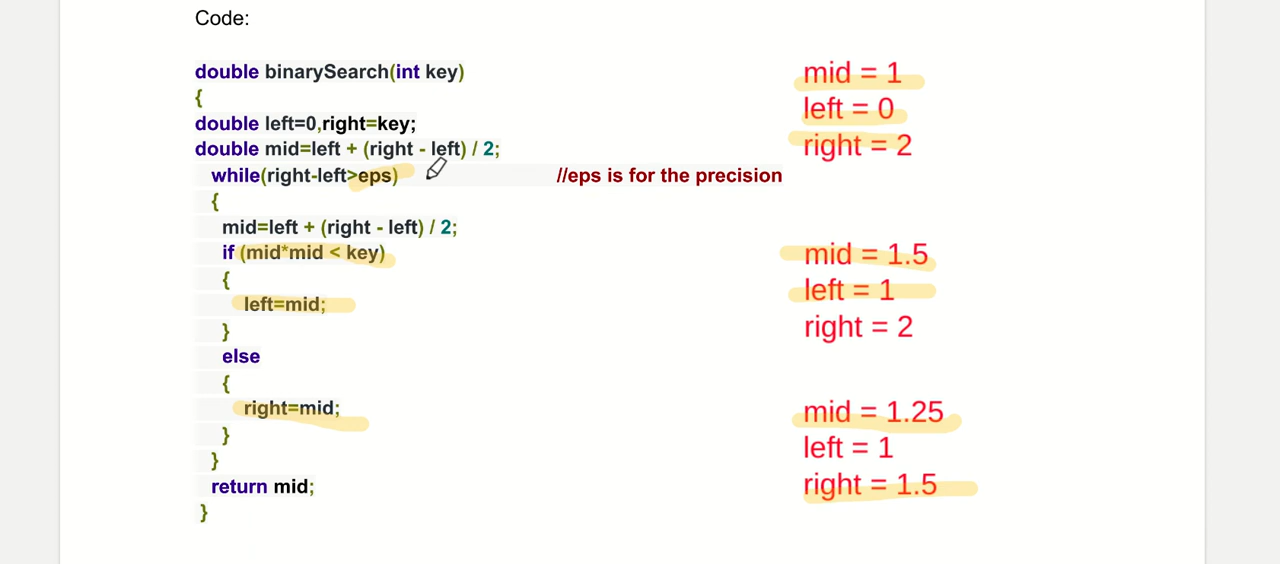 Code:
double binarySearch(int key)
{
double left=0,right=key;
double mid=left + (right - left) / 2;
while(right-left>eps) //eps is for the precision
{
mid=left + (right - left) / 2;
if (mid*mid < key)
{
left=mid;
}
else
{
right=mid;
}
}
return mid;
}
mid = 1
left = 0
right = 2
mid = 1.5
left = 1
right = 2
mid = 1.25
left = 1
right = 1.5